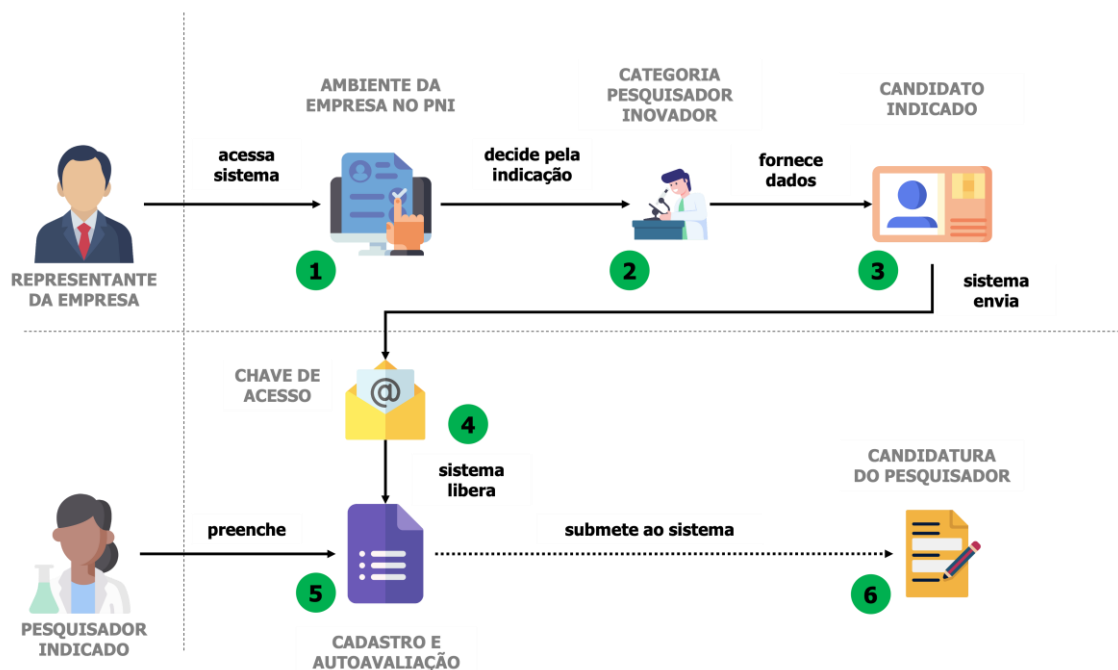 AMBIENTE DA
EMPRESA NO PNI
CATEGORIA
PESQUISADOR
INOVADOR
CANDIDATO
INDICADO
acessa
sistema
decide pela
indicação
fornece
dados
1
2
3
REPRESENTANTE
DA EMPRESA
sistema
envia
CHAVE DE
ACESSO
@
4
sistema
libera
CANDIDATURA
DO PESQUISADOR
preenche
submete ao sistema
5
6
PESQUISADOR
INDICADO
CADASTRO E
AUTOAVALIAÇÃO